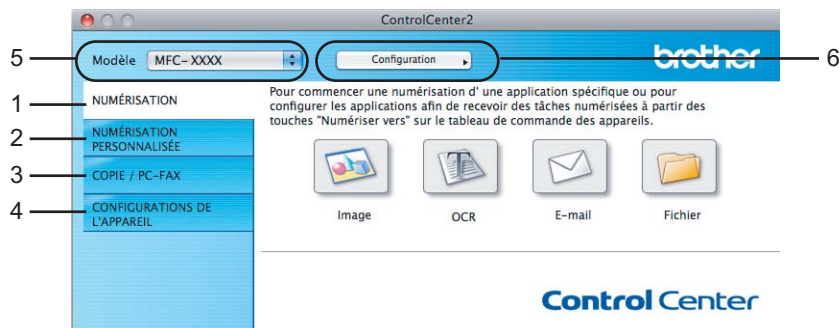 ControlCenter2
5
Modèle
MFC- XXXX
Configuration
brother
6
1
NUMÉRISATION
2
NUMÉRISATION
PERSONNALISÉE
3
COPIE / PC-FAX
4
CONFIGURATIONS DE
L'APPAREIL
Pour commencer une numérisation d' une application spécifique ou pour
configurer les applications afin de recevoir des tâches numérisées à partir des
touches "Numériser vers" sur le tableau de commande des appareils.
Image
OCR
E-mail
Fichier
Control Center